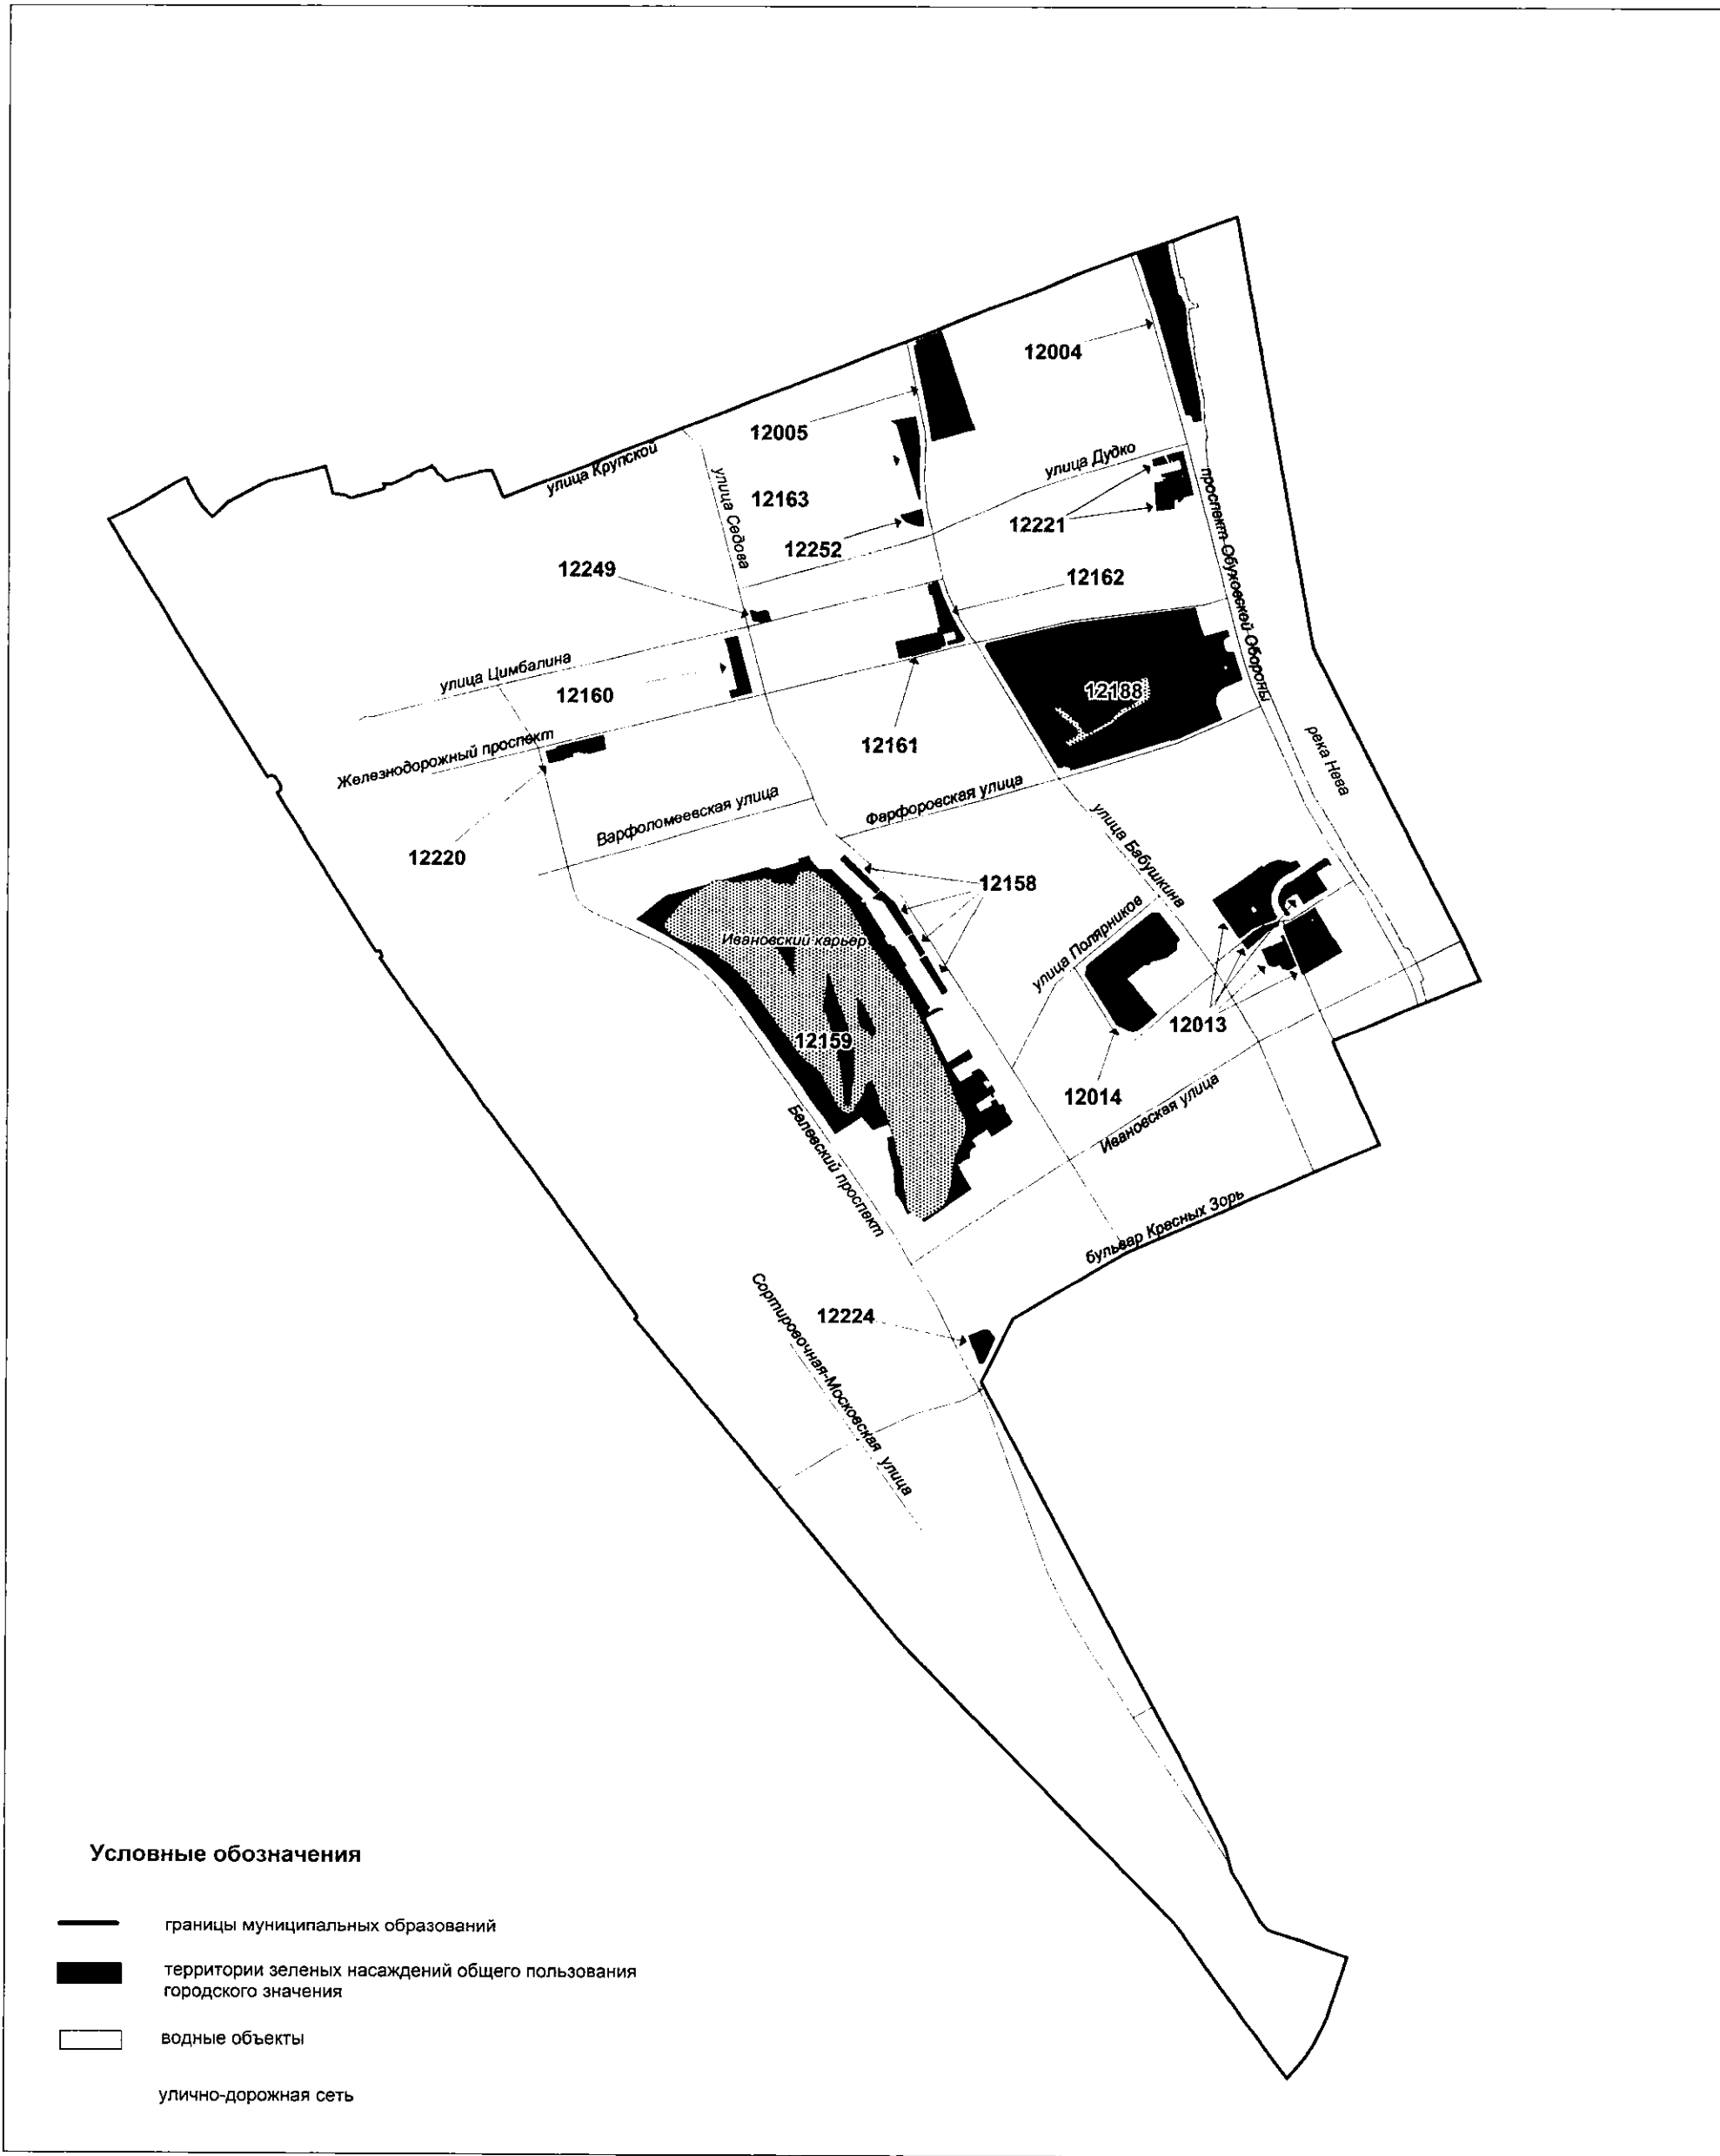 12004
12005
улица Крупской
улица Дудко
улица Седова
12163
12221
12252
проспект Обуховской Обороны
12249
12162
улица Цимбалина
12160
12188
12161
Железнодорожный проспект
река Нева
Варфоломеевская улица
Фарфоровская улица
12220
улица Бабушкина
12158
Ивановский карьер
улица Полярников
12013
12159
12014
Ивановская улица
Белевский проспект
бульвар Красных Зорь
Сортировочная-Московская улица
12224
Условные обозначения
границы муниципальных образований
территории зеленых насаждений общего пользования
городского значения
водные объекты
улично-дорожная сеть